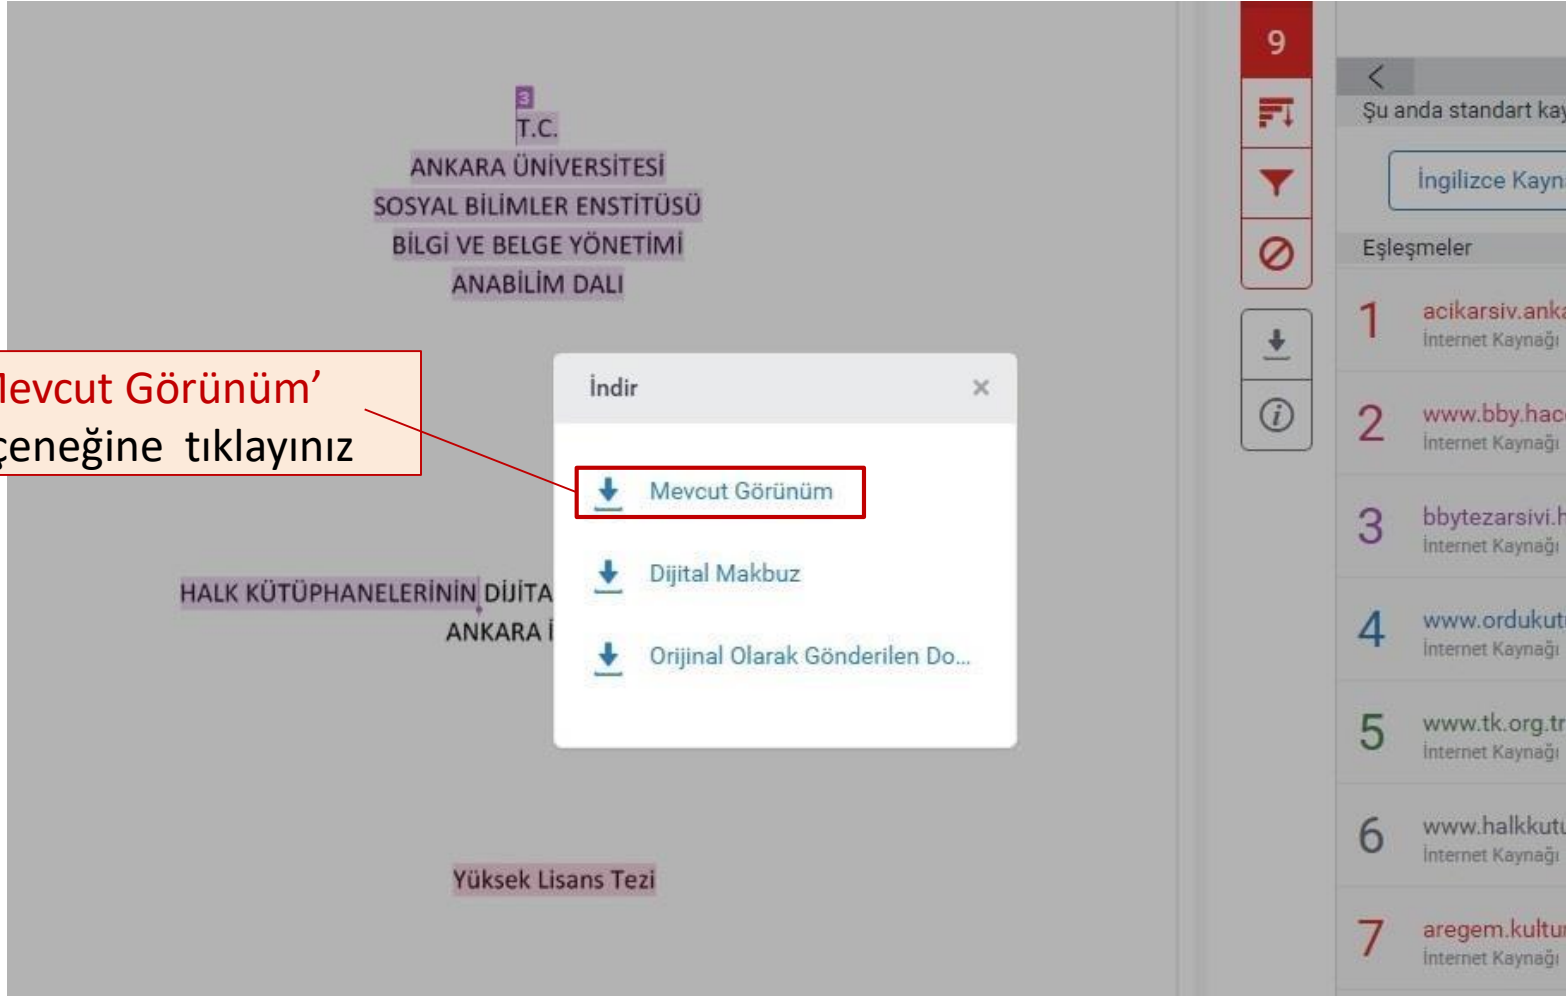 3
T.C.
ANKARA ÜNİVERSİTESİ
SOSYAL BİLİMLER ENSTİTÜSÜ
BİLGİ VE BELGE YÖNETİMİ
ANABİLİM DALI
Mevcut Görünüm’
çeneğine tıklayınız
HALK KÜTÜPHANELERİNİN DİJİTA
ANKARA İ
Yüksek Lisans Tezi
İndir ×
Mevcut Görünüm
Dijital Makbuz
Orijinal Olarak Gönderilen Do...
9
Şu anda standart kay
İngilizce Kayn
Eşleşmeler
1 acikarsiv.anka
İnternet Kaynağı
2 www.bby.hace
İnternet Kaynağı
3 bbytezarsivi.h
İnternet Kaynağı
4 www.ordukutu
İnternet Kaynağı
5 www.tk.org.tr
İnternet Kaynağı
6 www.halkkutu
İnternet Kaynağı
7 aregem.kultur
İnternet Kaynağı